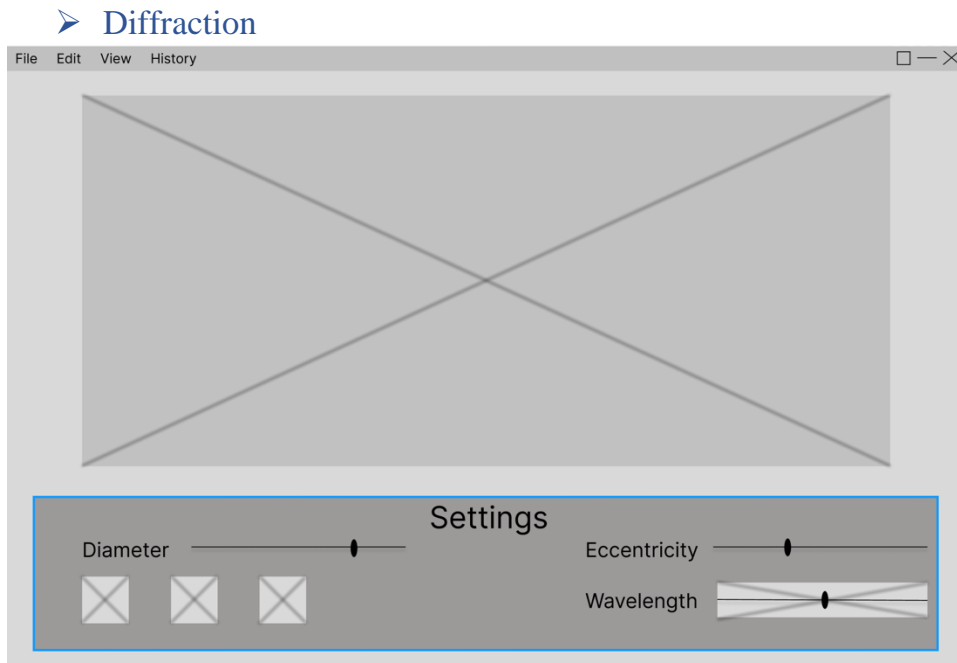 Diffraction
File Edit View History
Settings
Diameter Eccentricity
Wavelength